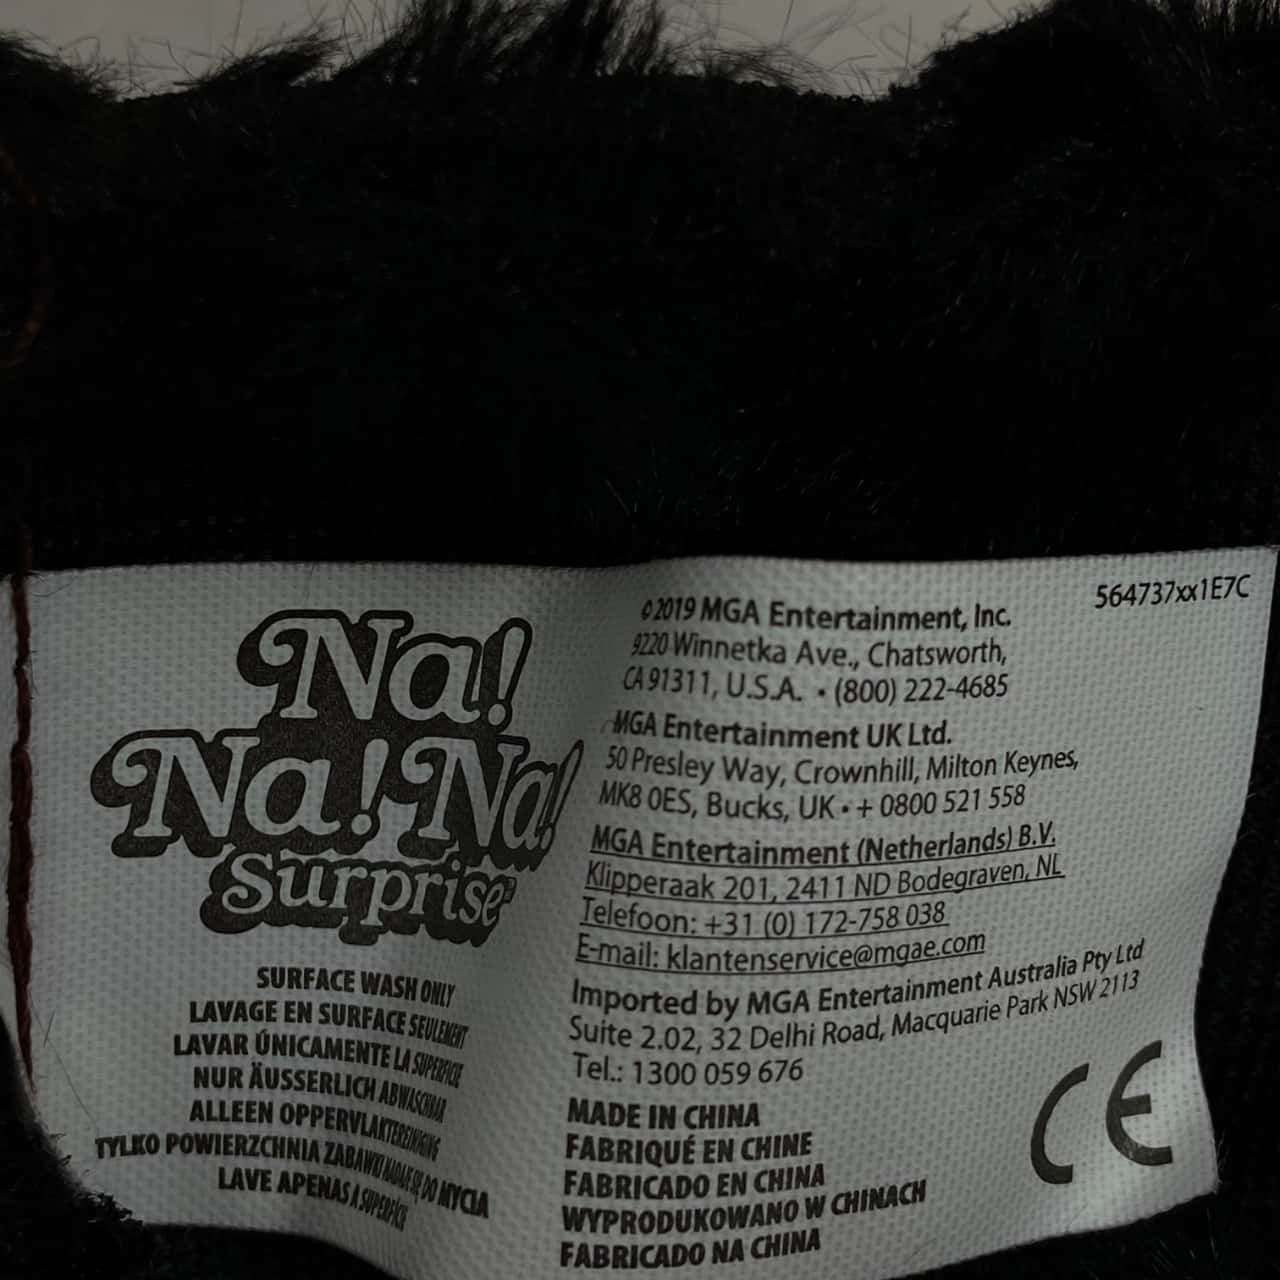 Na!
Na! Na!
Surprise
SURFACE WASH ONLY
LAVAGE EN SURFACE SEULEMENT
LAVAR ÚNICAMENTE LA SUPERFICIE
NUR ÄUSSERLICH ABWASCHBAR
ALLEEN OPPERVLAKTEREINIGING
TYLKO POWIERZCHNIA ZABAWKI NADAJE SIĘ DO MYCIA
LAVE APENAS A SUPERFÍCIE
564737xx1E7C
©2019 MGA Entertainment, Inc.
9220 Winnetka Ave., Chatsworth,
CA 91311, U.S.A. • (800) 222-4685
MGA Entertainment UK Ltd.
50 Presley Way, Crownhill, Milton Keynes,
MK8 0ES, Bucks, UK • + 0800 521 558
MGA Entertainment (Netherlands) B.V.
Klipperaak 201, 2411 ND Bodegraven, NL
Telefoon: +31 (0) 172-758 038
E-mail: klantenservice@mgae.com
Imported by MGA Entertainment Australia Pty Ltd
Suite 2.02, 32 Delhi Road, Macquarie Park NSW 2113
Tel.: 1300 059 676
MADE IN CHINA
FABRIQUÉ EN CHINE
FABRICADO EN CHINA
WYPRODUKOWANO W CHINACH
FABRICADO NA CHINA
CE